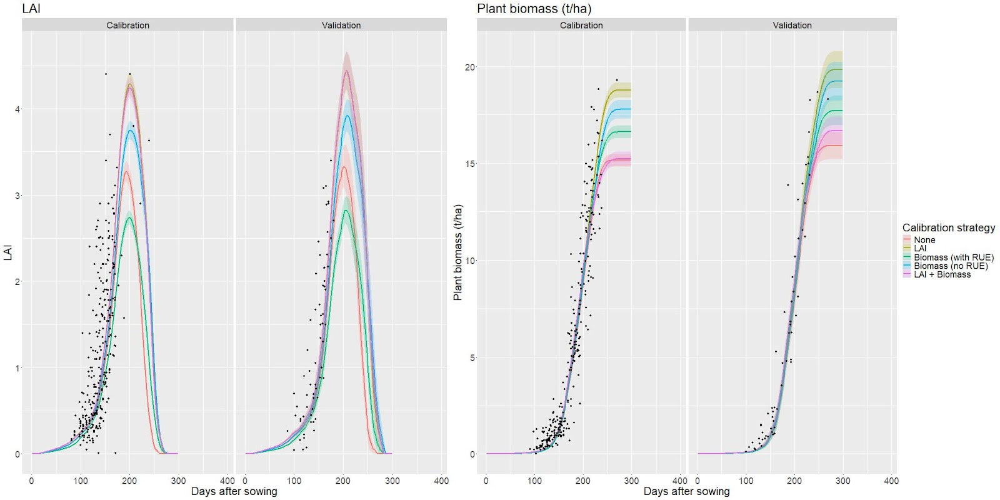 LAI
Plant biomass (t/ha)
Calibration
Validation
Calibration
Validation
LAI
4
3
2
1
0
0 100 200 300 400
0 100 200 300 400
Days after sowing
Plant biomass (t/ha)
20
15
10
5
0
0 100 200 300 400
0 100 200 300 400
Days after sowing
Calibration strategy
None
LAI
Biomass (with RUE)
Biomass (no RUE)
LAI + Biomass